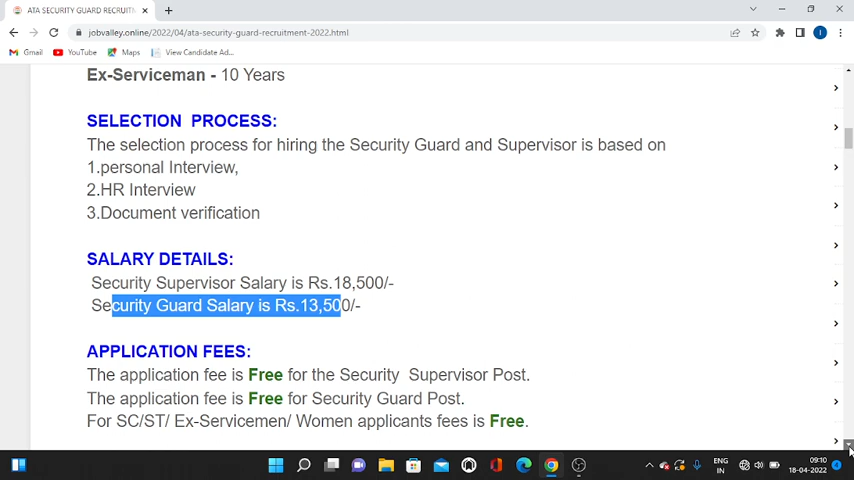 ATA SECURITY GUARD RECRUITMEN
jobvalley.online/2022/04/ata-security-guard-recruitment-2022.html
I
Gmail YouTube Maps View Candidate Ad...
Ex-Serviceman - 10 Years
SELECTION PROCESS:
The selection process for hiring the Security Guard and Supervisor is based on
1.personal Interview,
2.HR Interview
3.Document verification
SALARY DETAILS:
Security Supervisor Salary is Rs.18,500/-
Security Guard Salary is Rs.13,500/-
APPLICATION FEES:
The application fee is Free for the Security Supervisor Post.
The application fee is Free for Security Guard Post.
For SC/ST/ Ex-Servicemen/ Women applicants fees is Free.
ENG
IN
09:10
18-04-2022
4